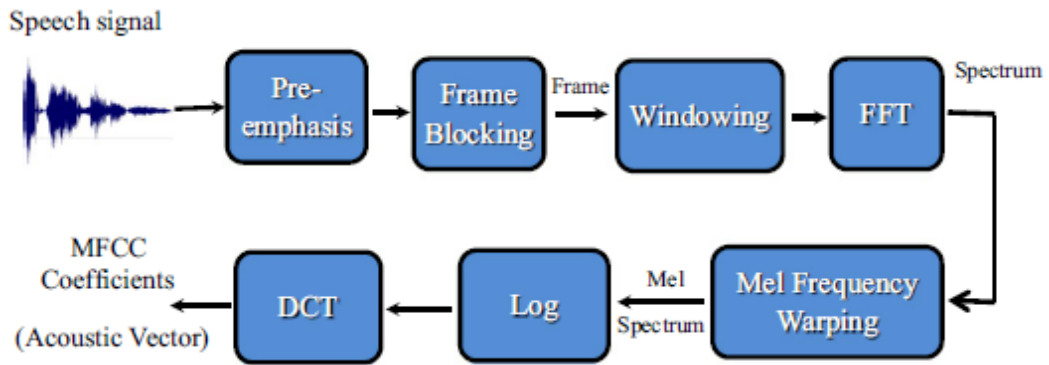 Speech signal
Pre-
emphasis
Frame
Blocking
Frame
Windowing
FFT
Spectrum
Mel Frequency
Warping
Mel
Spectrum
Log
DCT
MFCC
Coefficients
(Acoustic Vector)